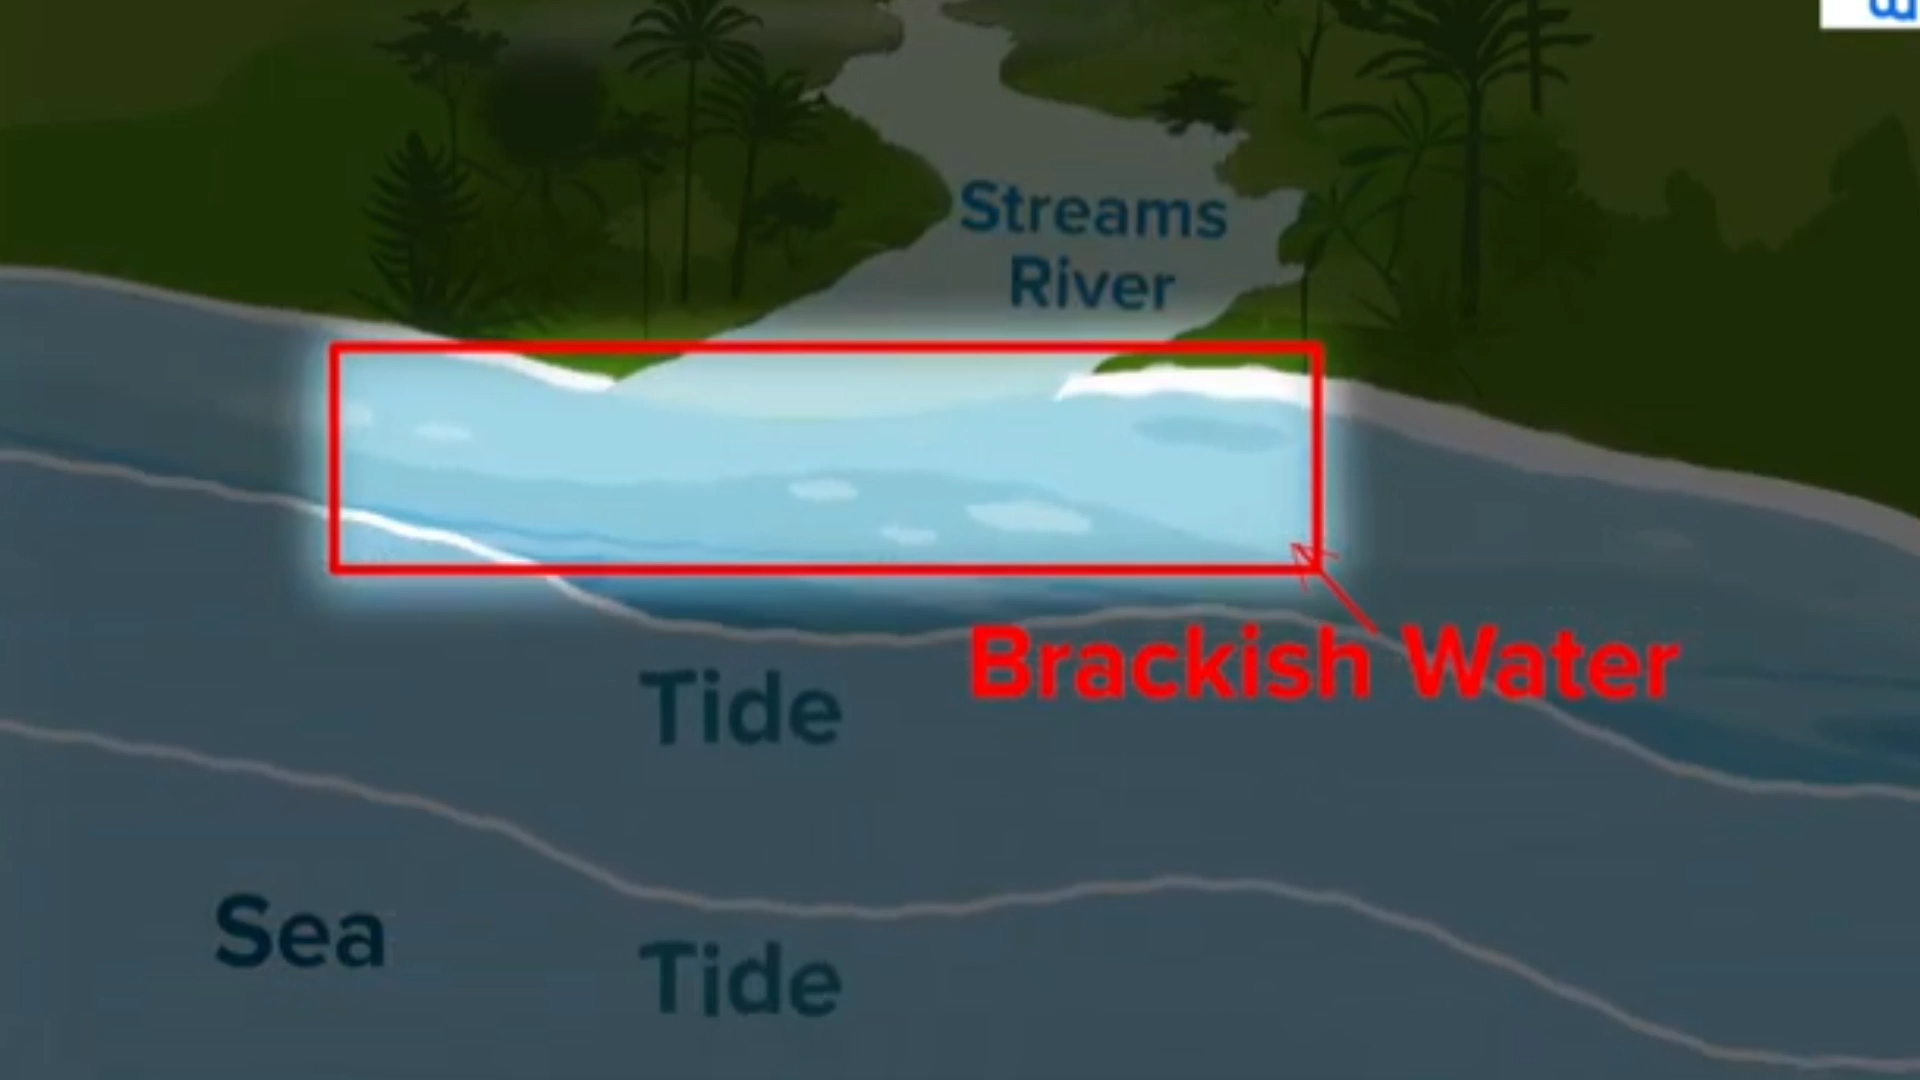 Streams
River
Brackish Water
Tide
Sea
Tide